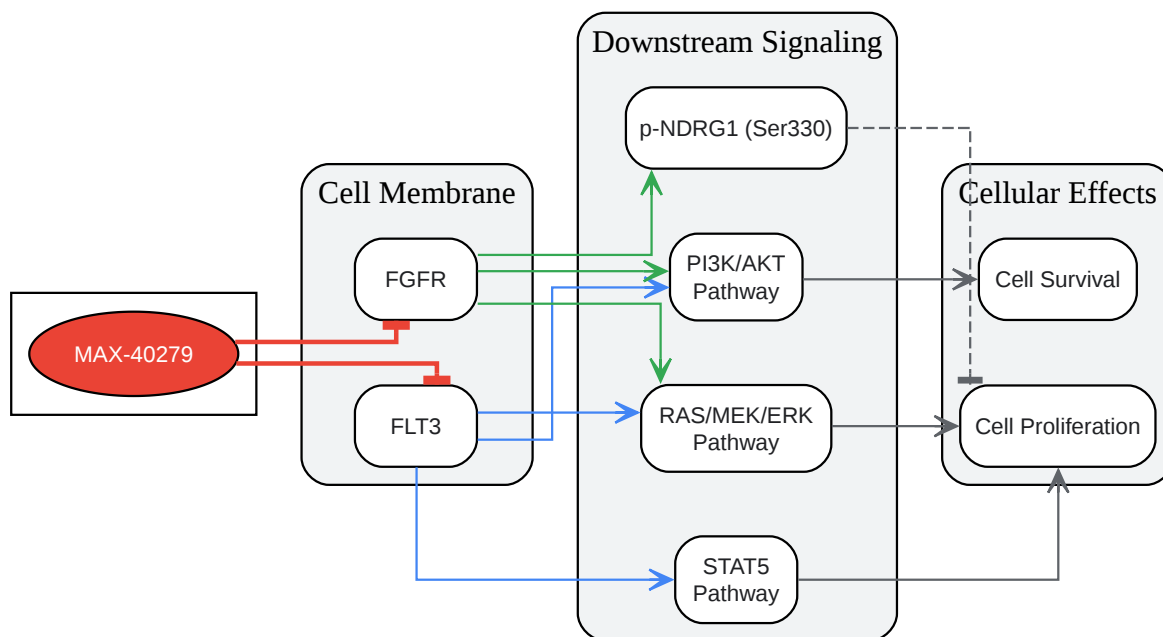 Downstream Signaling
p-NDRG1 (Ser330)
Cell Membrane
Cellular Effects
FGFR
PI3K/AKT
Pathway
Cell Survival
MAX-40279
FLT3
RAS/MEK/ERK
Pathway
Cell Proliferation
STAT5
Pathway